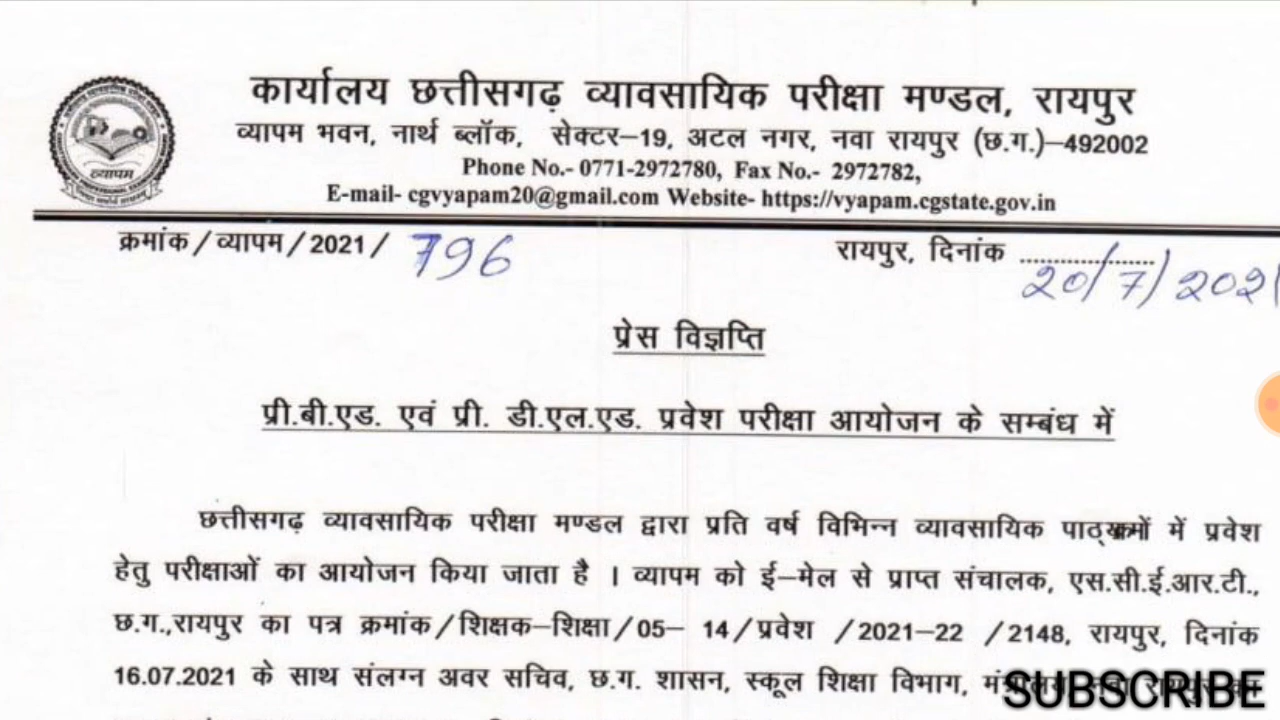 कार्यालय छत्तीसगढ़ व्यावसायिक परीक्षा मण्डल, रायपुर
व्यापम भवन, नार्थ ब्लॉक, सेक्टर–19, अटल नगर, नवा रायपुर (छ.ग.)–492002
Phone No.- 0771-2972780, Fax No.- 2972782,
E-mail- cgvyapam20@gmail.com Website- https://vyapam.cgstate.gov.in
व्यापम
क्रमांक/व्यापम/2021/ 796
रायपुर, दिनांक 20/7/2021
प्रेस विज्ञप्ति
प्री.बी.एड. एवं प्री. डी.एल.एड. प्रवेश परीक्षा आयोजन के सम्बंध में
छत्तीसगढ़ व्यावसायिक परीक्षा मण्डल द्वारा प्रति वर्ष विभिन्न व्यावसायिक पाठ्यक्रमों में प्रवेश
हेतु परीक्षाओं का आयोजन किया जाता है । व्यापम को ई–मेल से प्राप्त संचालक, एस.सी.ई.आर.टी.,
छ.ग.,रायपुर का पत्र क्रमांक/शिक्षक–शिक्षा/05– 14/प्रवेश /2021–22 /2148, रायपुर, दिनांक
16.07.2021 के साथ संलग्न अवर सचिव, छ.ग. शासन, स्कूल शिक्षा विभाग,
SUBSCRIBE